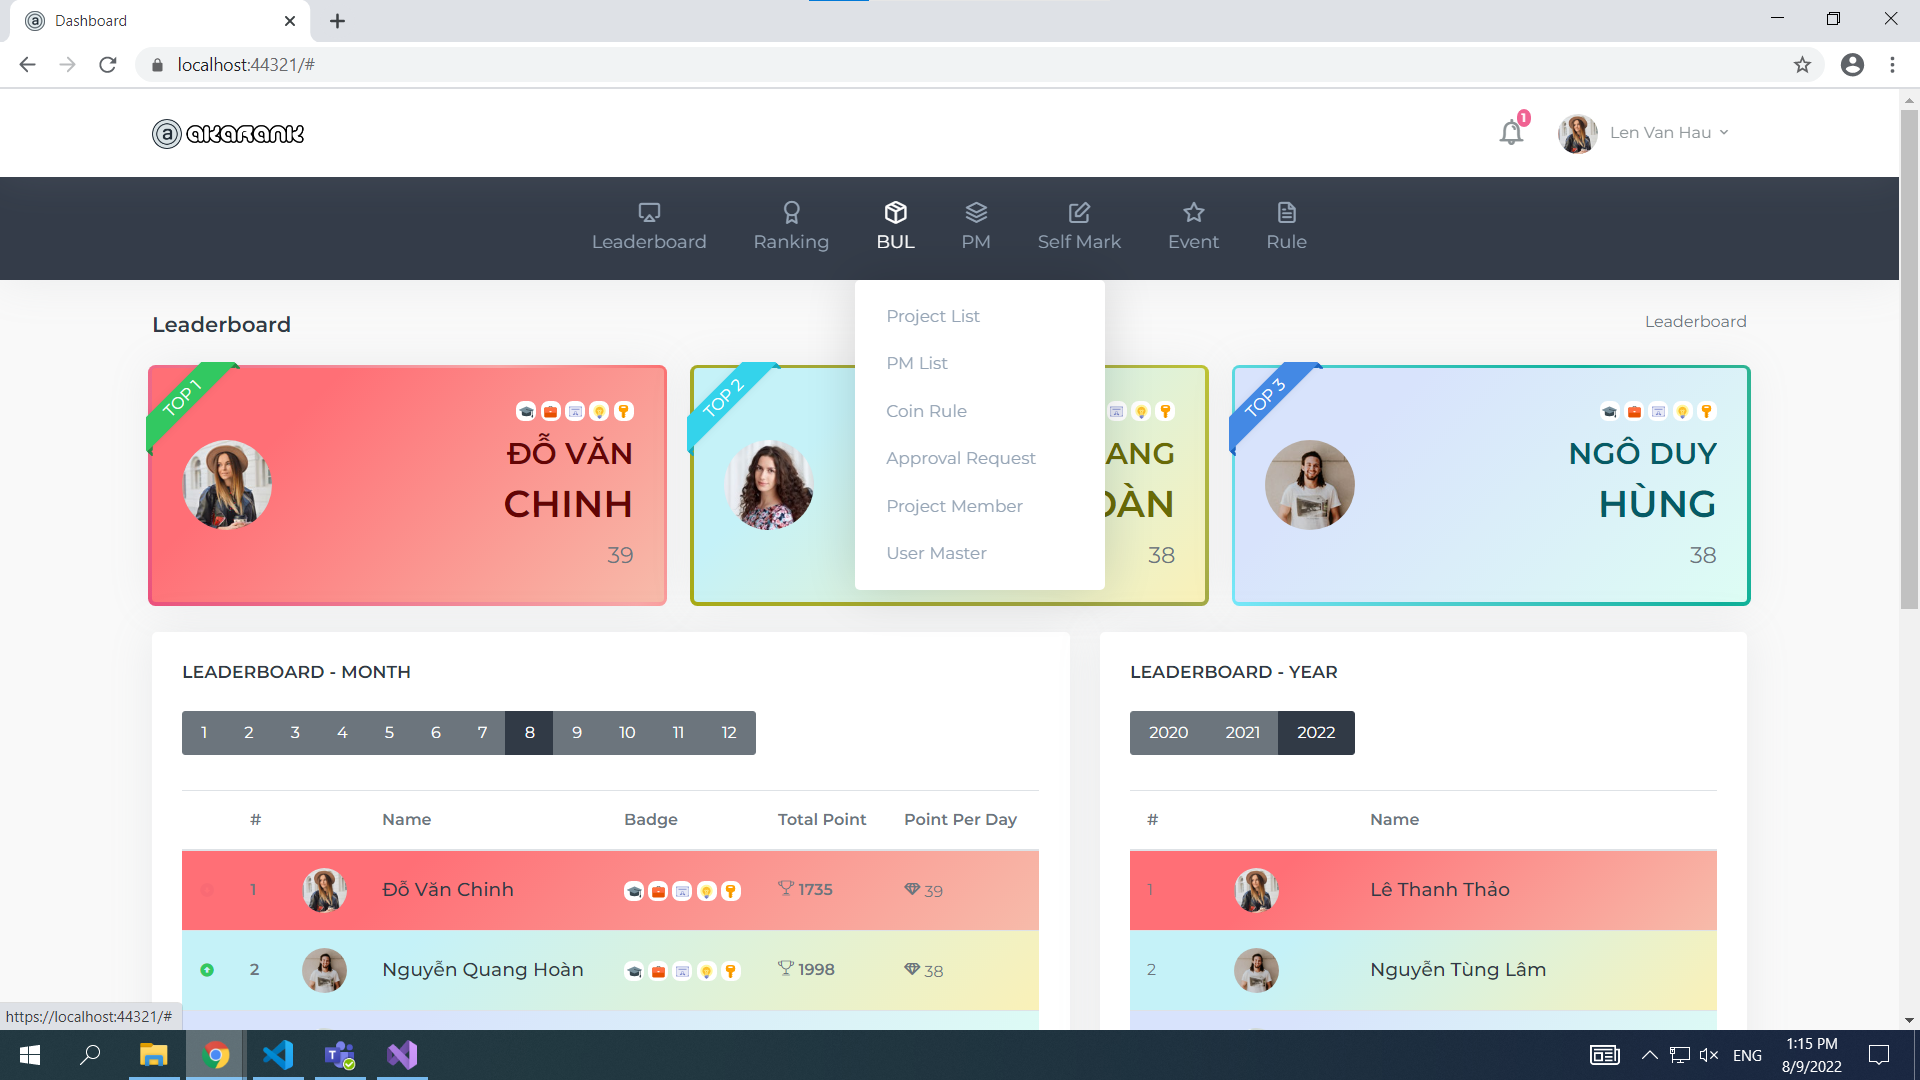 Dashboard
localhost:44321/#
a akaRank
1
Len Van Hau
Leaderboard
Ranking
BUL
PM
Self Mark
Event
Rule
Leaderboard
Leaderboard
Project List
PM List
Coin Rule
Approval Request
Project Member
User Master
TOP 1
ĐỖ VĂN
CHINH
39
TOP 2
ANG
38
TOP 3
NGÔ DUY
HÙNG
38
LEADERBOARD - MONTH
1 2 3 4 5 6 7 8 9 10 11 12
# Name Badge Total Point Point Per Day
1 Đỗ Văn Chinh 1735 39
2 Nguyễn Quang Hoàn 1998 38
LEADERBOARD - YEAR
2020 2021 2022
# Name
1 Lê Thanh Thảo
2 Nguyễn Tùng Lâm
https://localhost:44321/#
ENG
1:15 PM
8/9/2022